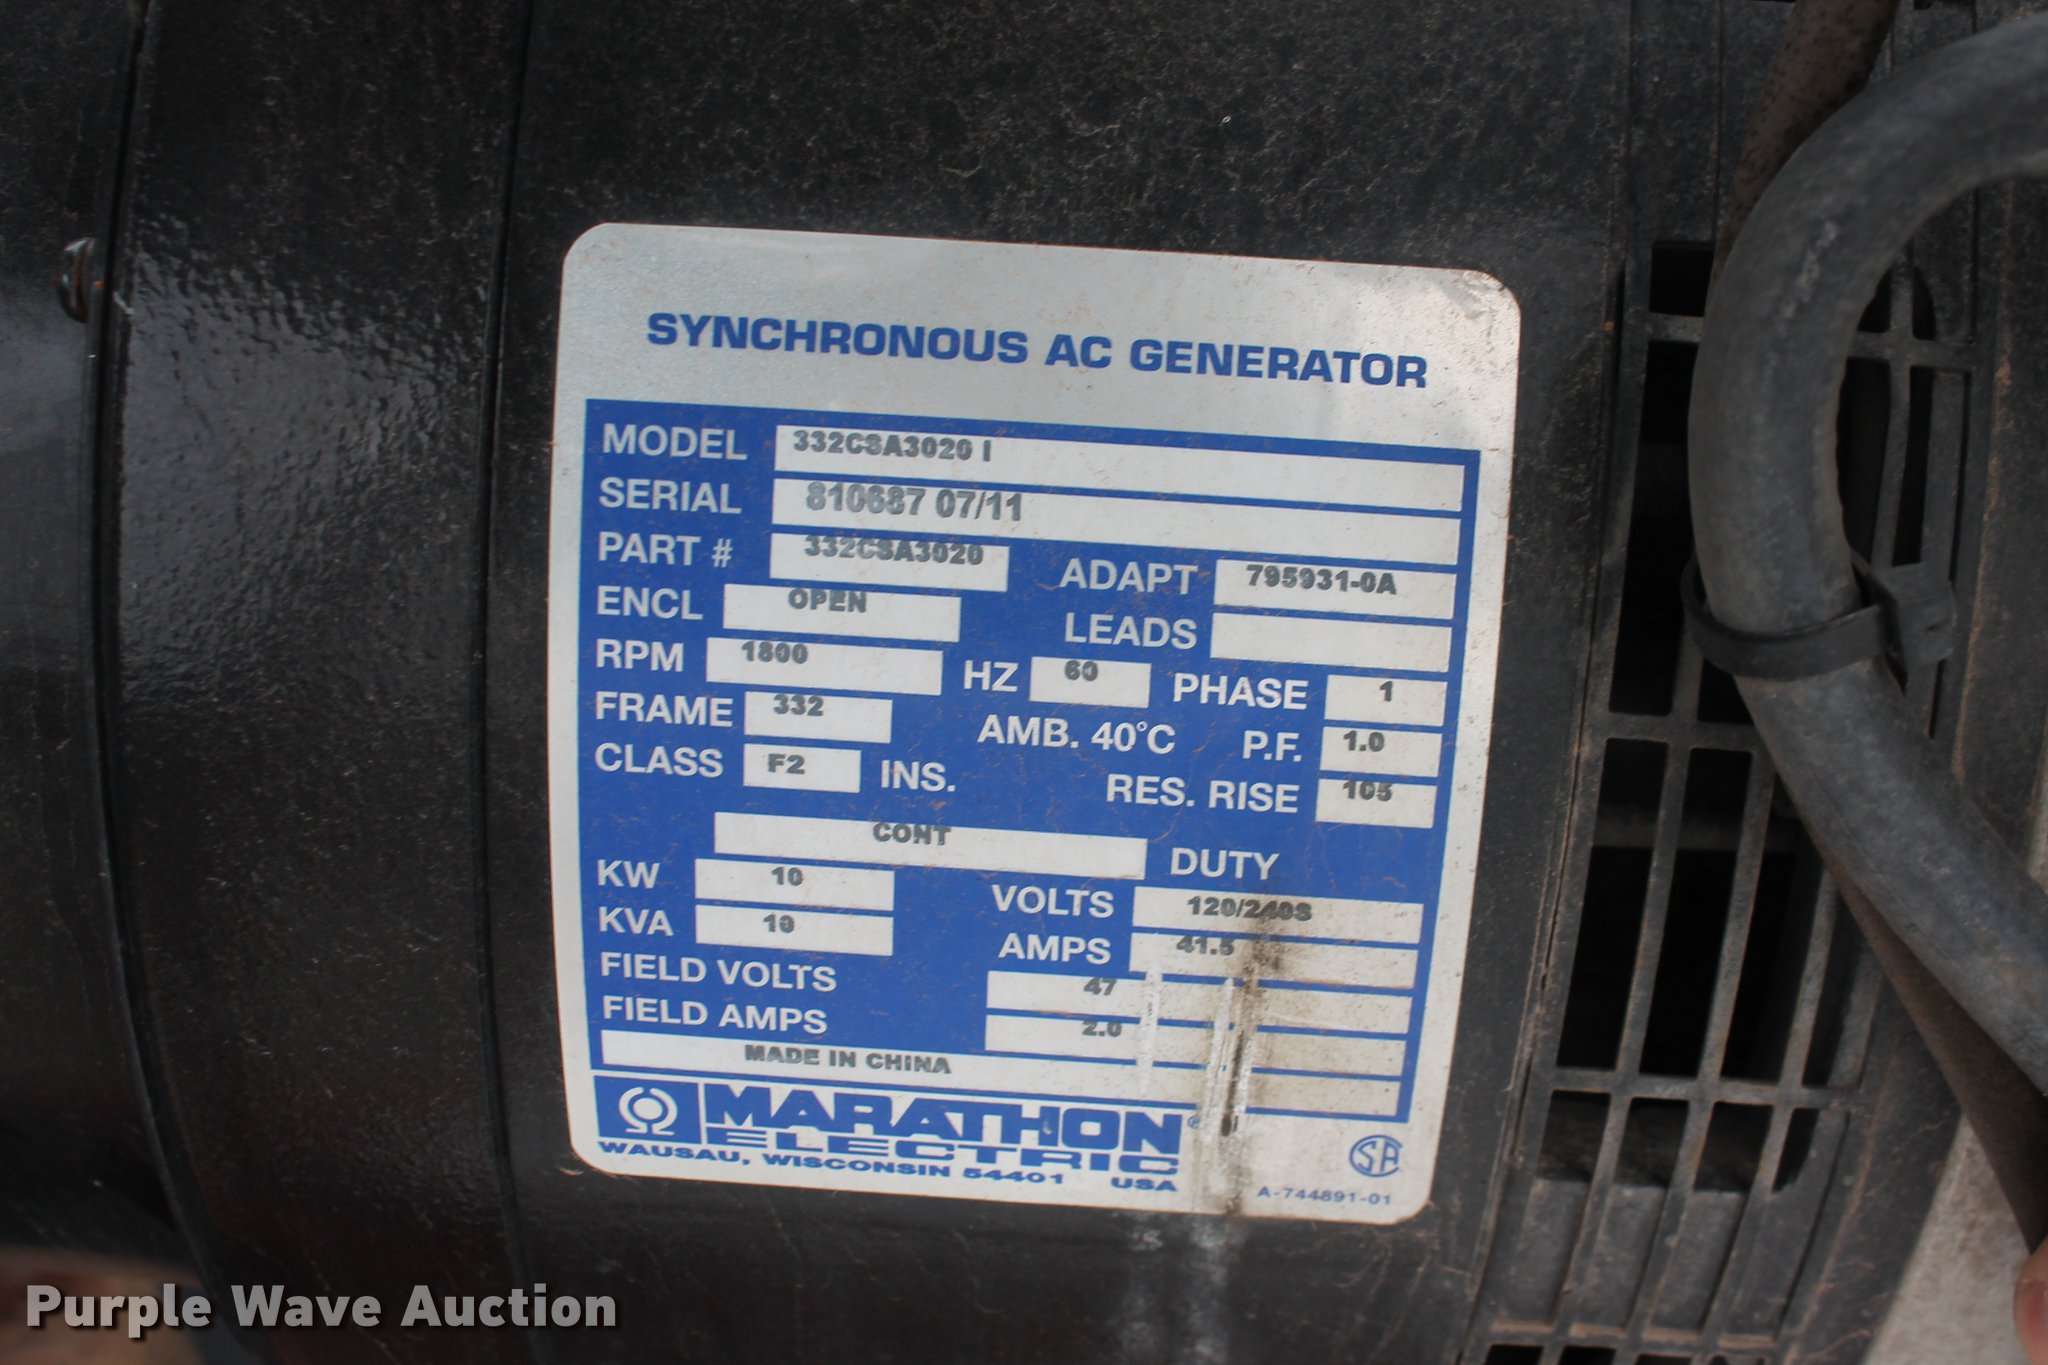 SYNCHRONOUS AC GENERATOR
MODEL 332CSA3020 I
SERIAL 810687 07/11
PART # 332CSA3020 ADAPT 795931-0A
ENCL OPEN LEADS
RPM 1800 HZ 60 PHASE 1
FRAME 332 AMB. 40°C P.F. 1.0
CLASS F2 INS. RES. RISE 105
CONT DUTY
KW 10 VOLTS 120/240S
KVA 10 AMPS 41.5
FIELD VOLTS 47
FIELD AMPS 2.0
MADE IN CHINA
MARATHON®
ELECTRIC
WAUSAU, WISCONSIN 54401 USA
SA
A-744891-01
Purple Wave Auction